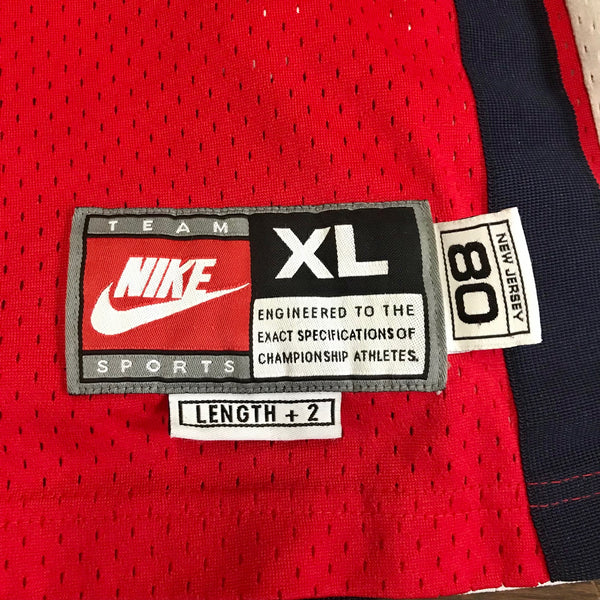 TEAM
NIKE
SPORTS
XL
ENGINEERED TO THE
EXACT SPECIFICATIONS OF
CHAMPIONSHIP ATHLETES.
80
NEW JERSEY
LENGTH + 2